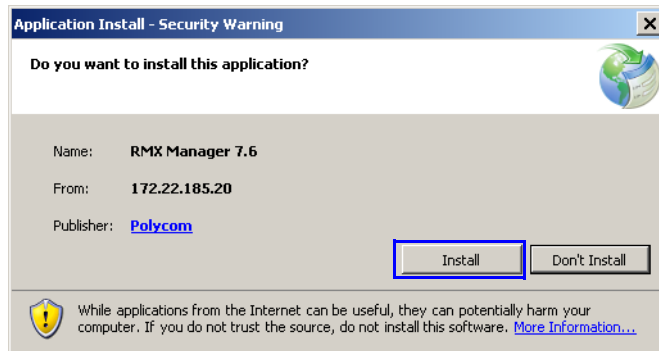 Application Install - Security Warning
Do you want to install this application?
Name: RMX Manager 7.6
From: 172.22.185.20
Publisher: Polycom
Install Don't Install
While applications from the Internet can be useful, they can potentially harm your
computer. If you do not trust the source, do not install this software. More Information...